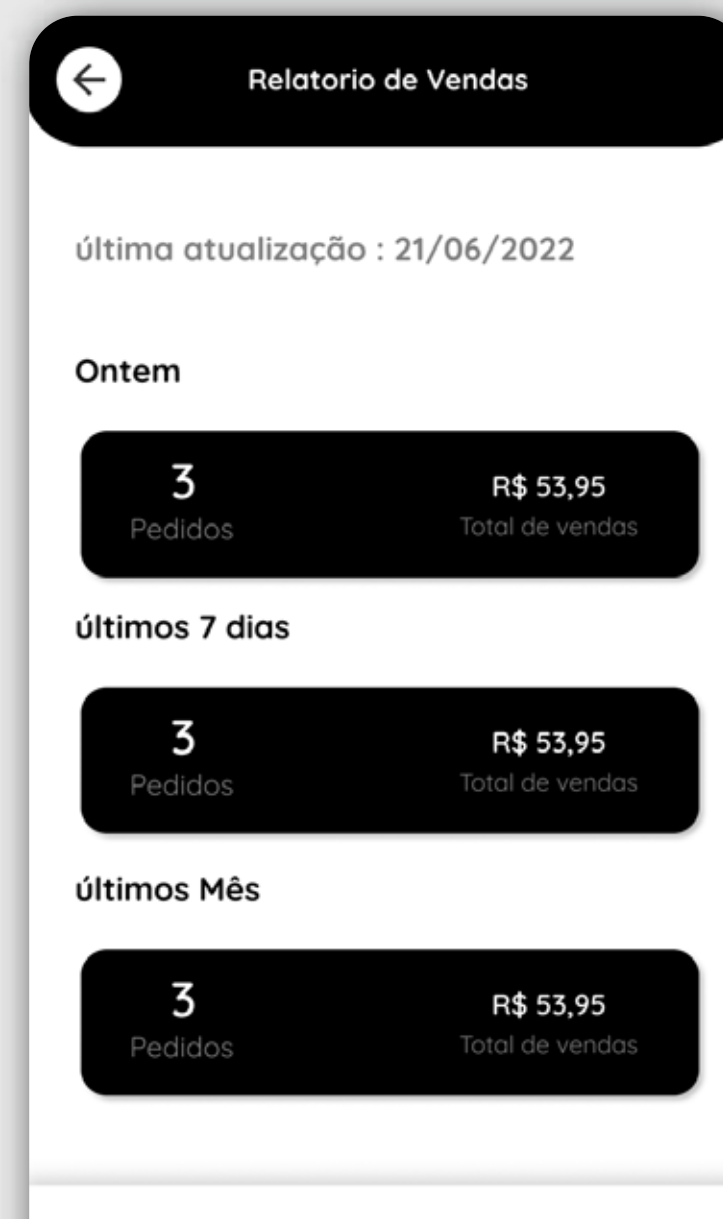 Relatorio de Vendas
última atualização : 21/06/2022
Ontem
3 R$ 53,95
Pedidos Total de vendas
últimos 7 dias
3 R$ 53,95
Pedidos Total de vendas
últimos Mês
3 R$ 53,95
Pedidos Total de vendas